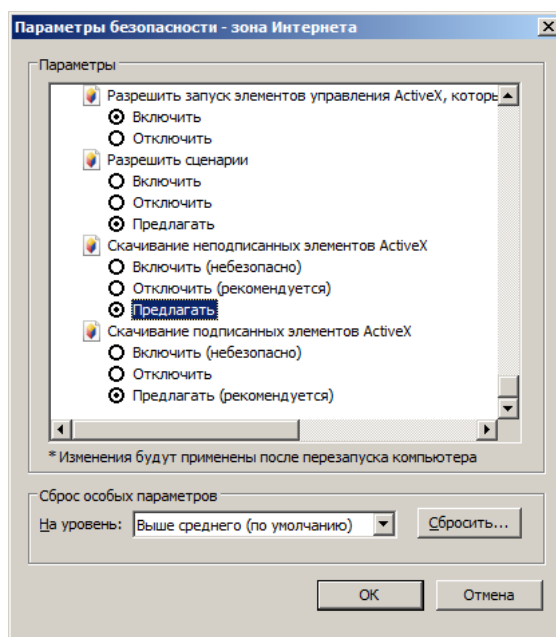 Параметры безопасности - зона Интернета
Параметры
Разрешить запуск элементов управления ActiveX,
Включить
Отключить
Разрешить сценарии
Включить
Отключить
Предлагать
Скачивание неподписанных элементов ActiveX
Включить (небезопасно)
Отключить (рекомендуется)
Предлагать
Скачивание подписанных элементов ActiveX
Включить (небезопасно)
Отключить
Предлагать (рекомендуется)
* Изменения будут применены после перезапуска компьютера
Сброс особых параметров
На уровень: Выше среднего (по умолчанию) Сбросить...
OK Отмена